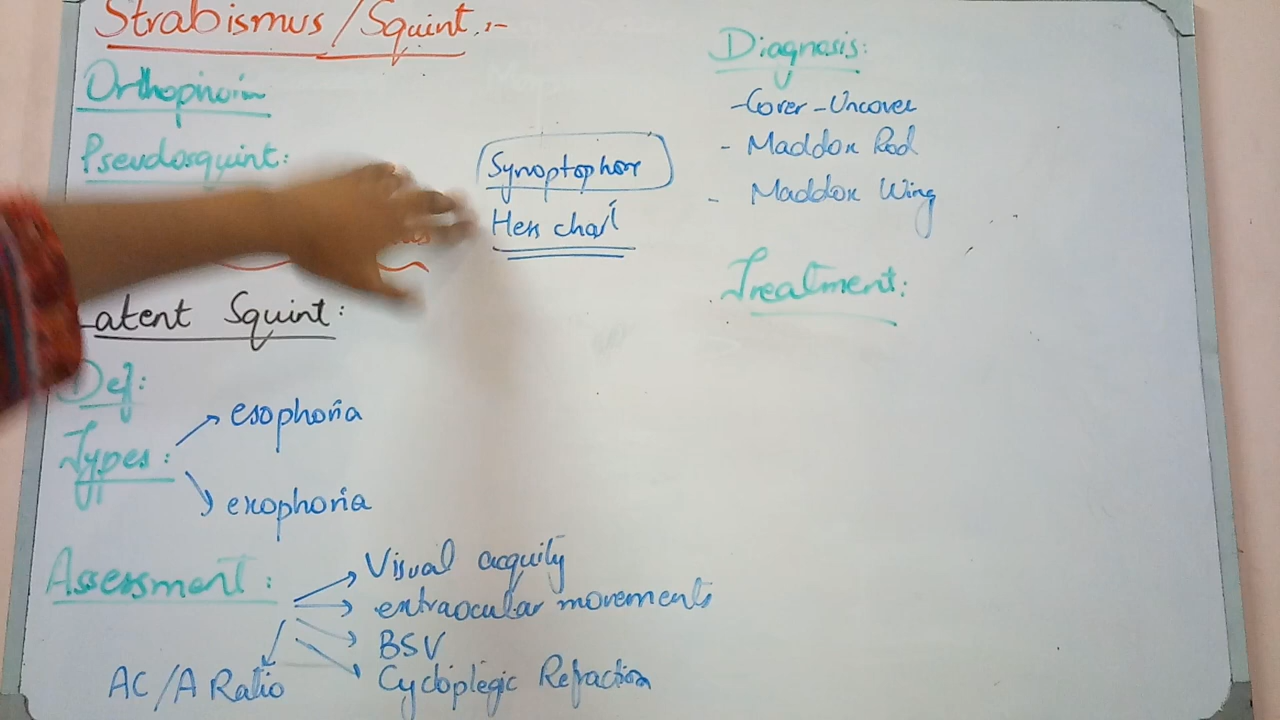 Strabismus/Squint:-
Orthophoria
Pseudosquint:
Latent Squint:
Def:
Types:
esophoria
exophoria
Assessment:
Visual acquity
extraocular movements
BSV
Cycloplegic Refraction
AC/A Ratio
Synoptophor
Hess chart
Diagnosis:
-Cover-Uncover
- Maddox Rod
- Maddox Wing
Treatment: